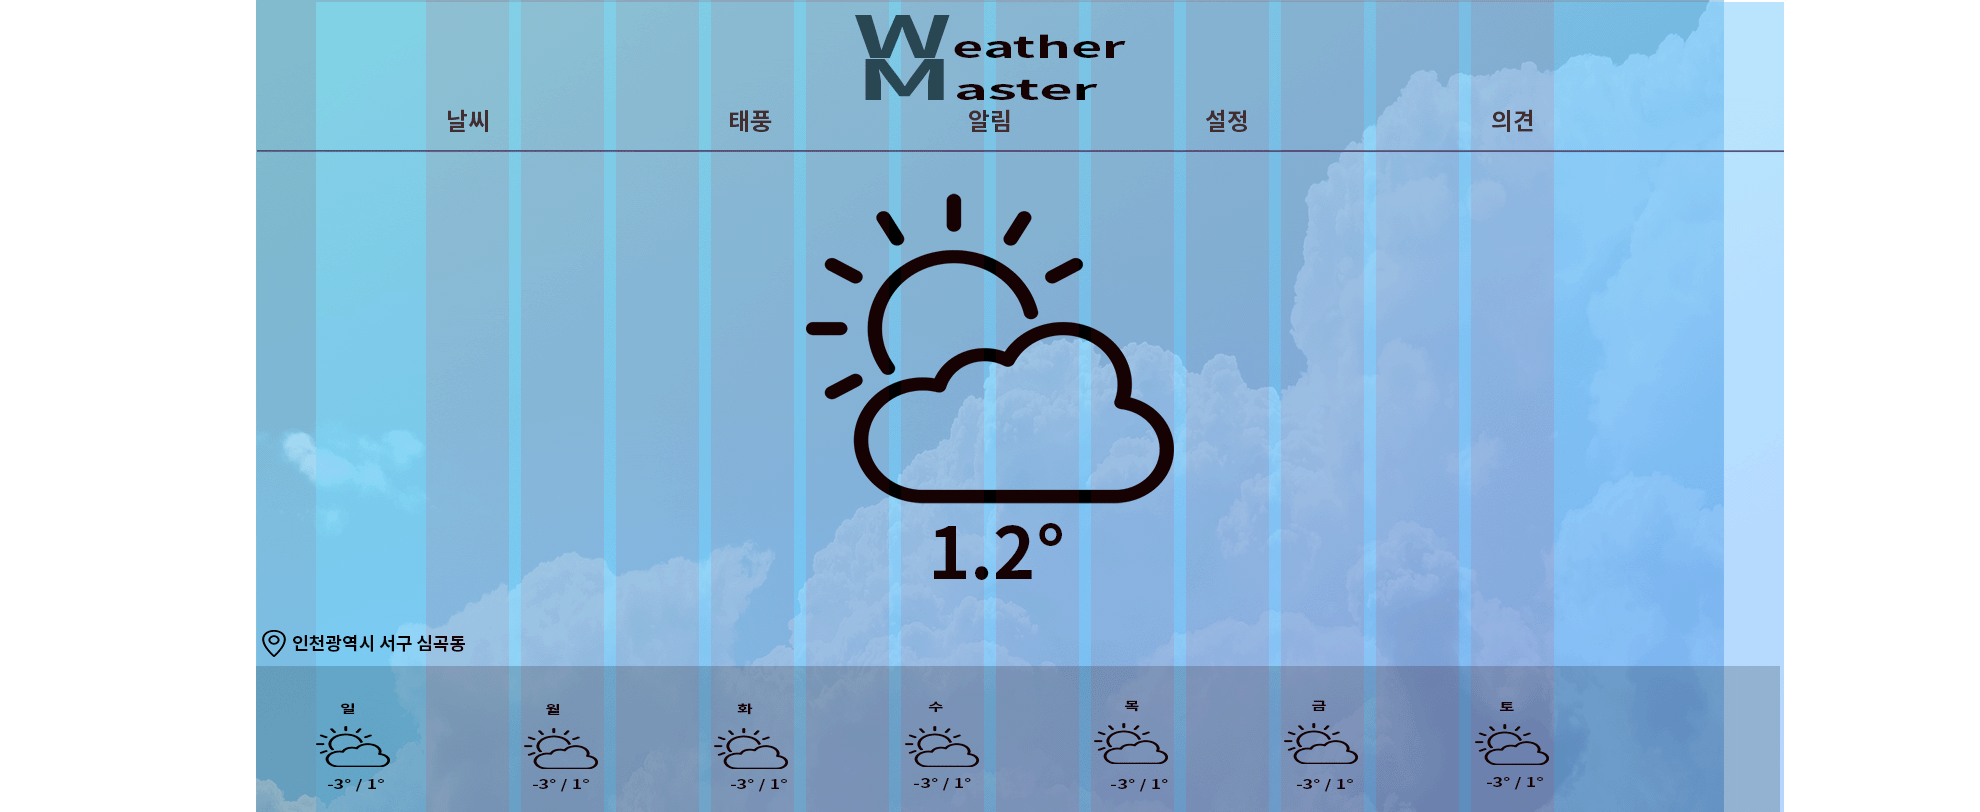 Weather
Master
날씨 태풍 알림 설정 의견
1.2°
인천광역시 서구 심곡동
일 월 화 수 목 금 토
-3° / 1° -3° / 1° -3° / 1° -3° / 1° -3° / 1° -3° / 1° -3° / 1°